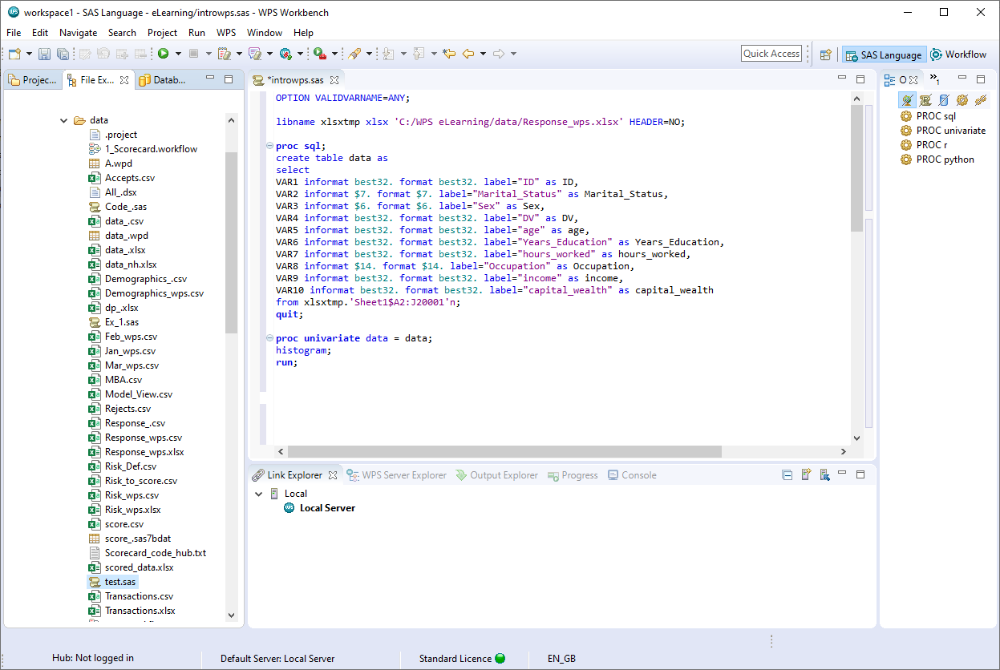 workspace1 - SAS Language - eLearning/introwps.sas - WPS Workbench
File Edit Navigate Search Project Run WPS Window Help
Quick Access
SAS Language
Workflow
Projec...
File Ex...
Datab...
data
.project
1_Scorecard.workflow
A.wpd
Accepts.csv
All_.dsx
Code_.sas
data_.csv
data_.wpd
data_.xlsx
data_nh.xlsx
Demographics_.csv
Demographics_wps.csv
dp_.xlsx
Ex_1.sas
Feb_wps.csv
Jan_wps.csv
Mar_wps.csv
MBA.csv
Model_View.csv
Rejects.csv
Response_.csv
Response_wps.csv
Response_wps.xlsx
Risk_Def.csv
Risk_to_score.csv
Risk_wps.csv
Risk_wps.xlsx
score.csv
score_.sas7bdat
Scorecard_code_hub.txt
scored_data.xlsx
test.sas
Transactions.csv
Transactions.xlsx
*introwps.sas
OPTION VALIDVARNAME=ANY;
libname xlsxtmp xlsx 'C:/WPS eLearning/data/Response_wps.xlsx' HEADER=NO;
proc sql;
create table data as
select
VAR1 informat best32. format best32. label="ID" as ID,
VAR2 informat $7. format $7. label="Marital_Status" as Marital_Status,
VAR3 informat $6. format $6. label="Sex" as Sex,
VAR4 informat best32. format best32. label="DV" as DV,
VAR5 informat best32. format best32. label="age" as age,
VAR6 informat best32. format best32. label="Years_Education" as Years_Education,
VAR7 informat best32. format best32. label="hours_worked" as hours_worked,
VAR8 informat $14. format $14. label="Occupation" as Occupation,
VAR9 informat best32. format best32. label="income" as income,
VAR10 informat best32. format best32. label="capital_wealth" as capital_wealth
from xlsxtmp.'Sheet1$A2:J20001'n;
quit;
proc univariate data = data;
histogram;
run;
O
1
PROC sql
PROC univariate
PROC r
PROC python
Link Explorer
WPS Server Explorer
Output Explorer
Progress
Console
Local
WPS Local Server
Hub: Not logged in
Default Server: Local Server
Standard Licence
EN_GB